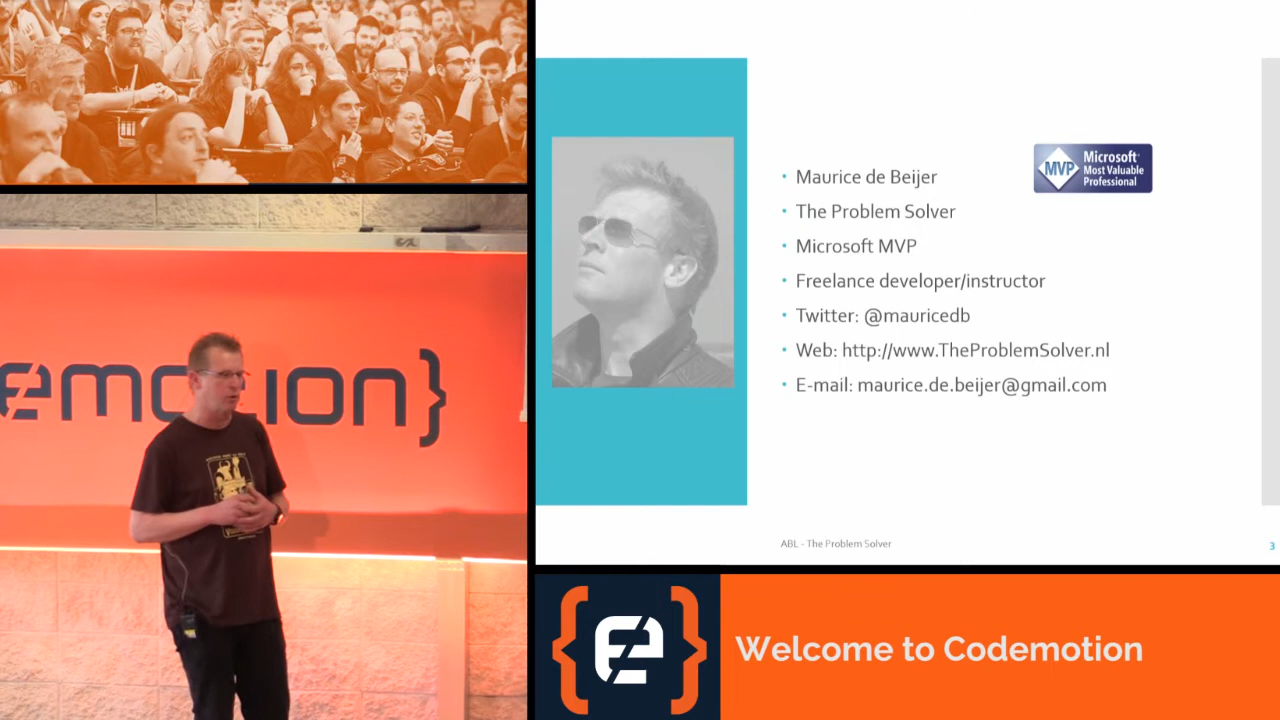 emotion}
Maurice de Beijer
The Problem Solver
Microsoft MVP
Freelance developer/instructor
Twitter: @mauricedb
Web: http://www.TheProblemSolver.nl
E-mail: maurice.de.beijer@gmail.com
MVP
Microsoft
Most Valuable
Professional
ABL - The Problem Solver
3
Welcome to Codemotion